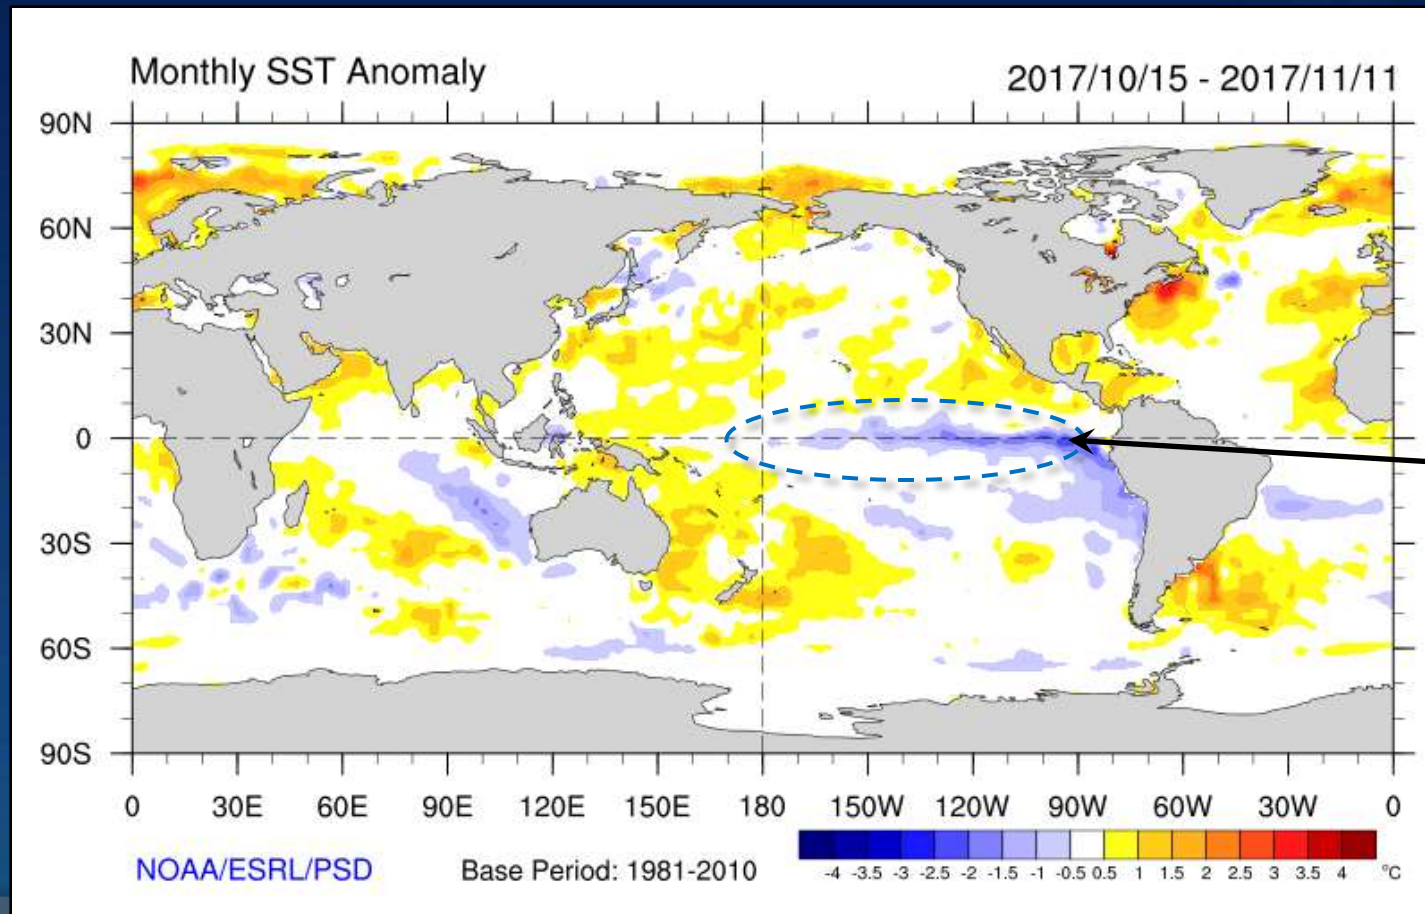 Monthly SST Anomaly 2017/10/15 - 2017/11/11
90N
60N
30N
0
30S
60S
90S
0 30E 60E 90E 120E 150E 180 150W 120W 90W 60W 30W 0
NOAA/ESRL/PSD Base Period: 1981-2010
-4 -3.5 -3 -2.5 -2 -1.5 -1 -0.5 0.5 1 1.5 2 2.5 3 3.5 4 °C